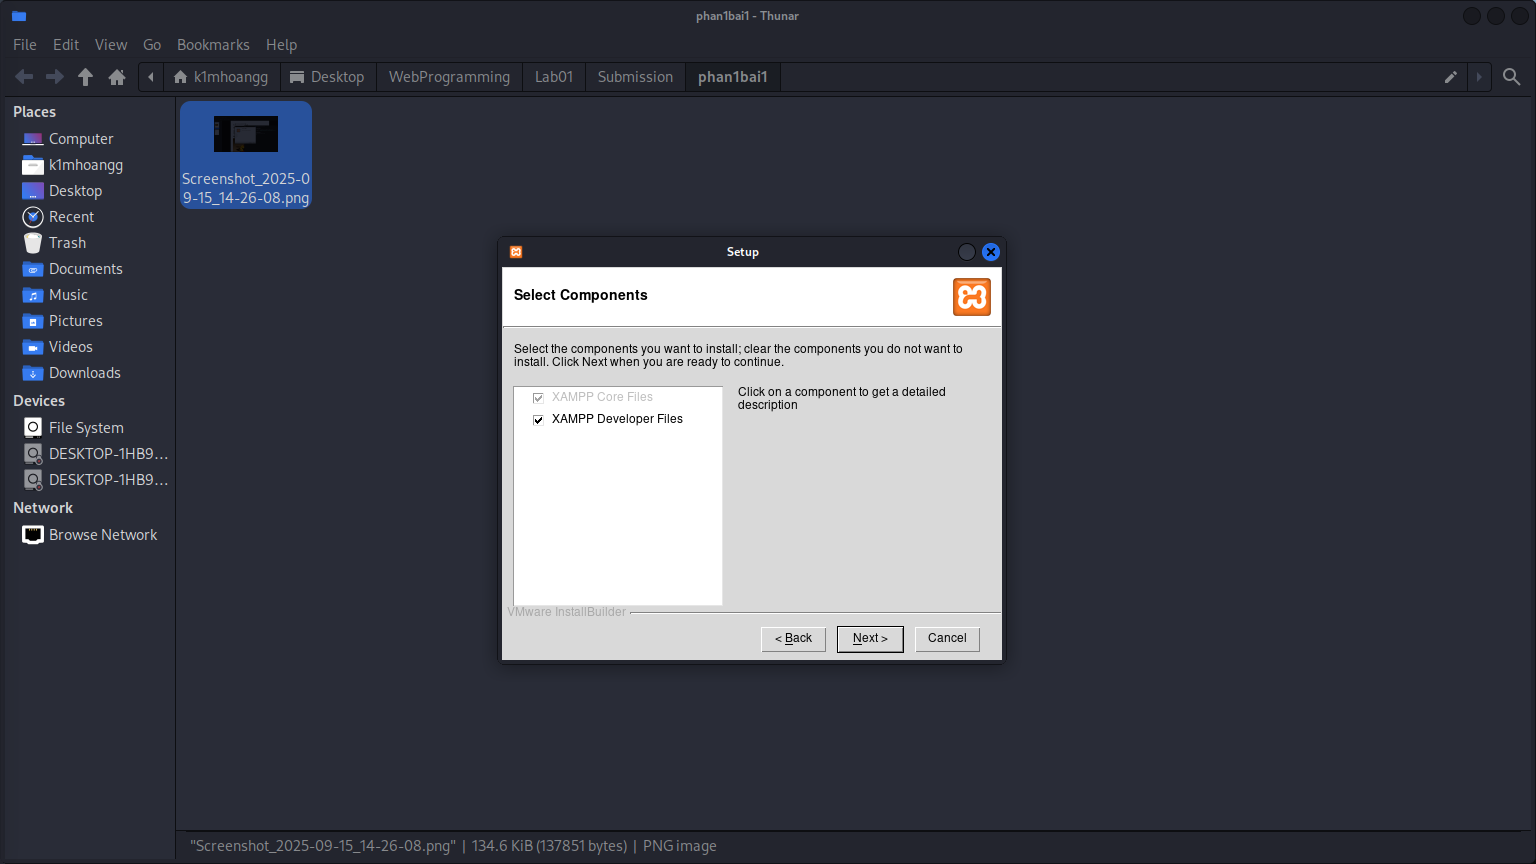 phan1bai1 - Thunar
File Edit View Go Bookmarks Help
k1mhoangg Desktop WebProgramming Lab01 Submission phan1bai1
Places
Computer
k1mhoangg
Desktop
Recent
Trash
Documents
Music
Pictures
Videos
Downloads
Devices
File System
DESKTOP-1HB9...
DESKTOP-1HB9...
Network
Browse Network
Screenshot_2025-0
9-15_14-26-08.png
Setup
Select Components
Select the components you want to install; clear the components you do not want to
install. Click Next when you are ready to continue.
XAMPP Core Files
XAMPP Developer Files
Click on a component to get a detailed
description
VMware InstallBuilder
< Back Next > Cancel
"Screenshot_2025-09-15_14-26-08.png" | 134.6 KiB (137851 bytes) | PNG image